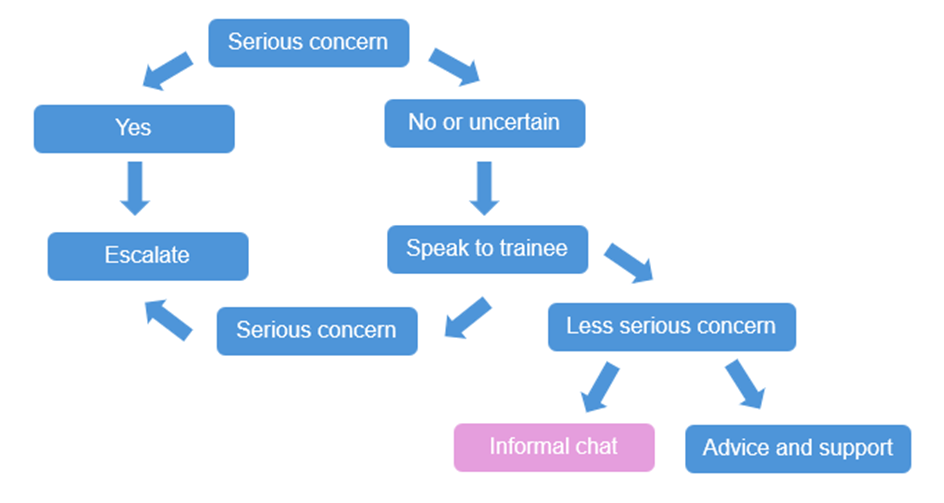 Serious concern
Yes
No or uncertain
Escalate
Speak to trainee
Serious concern
Less serious concern
Informal chat
Advice and support